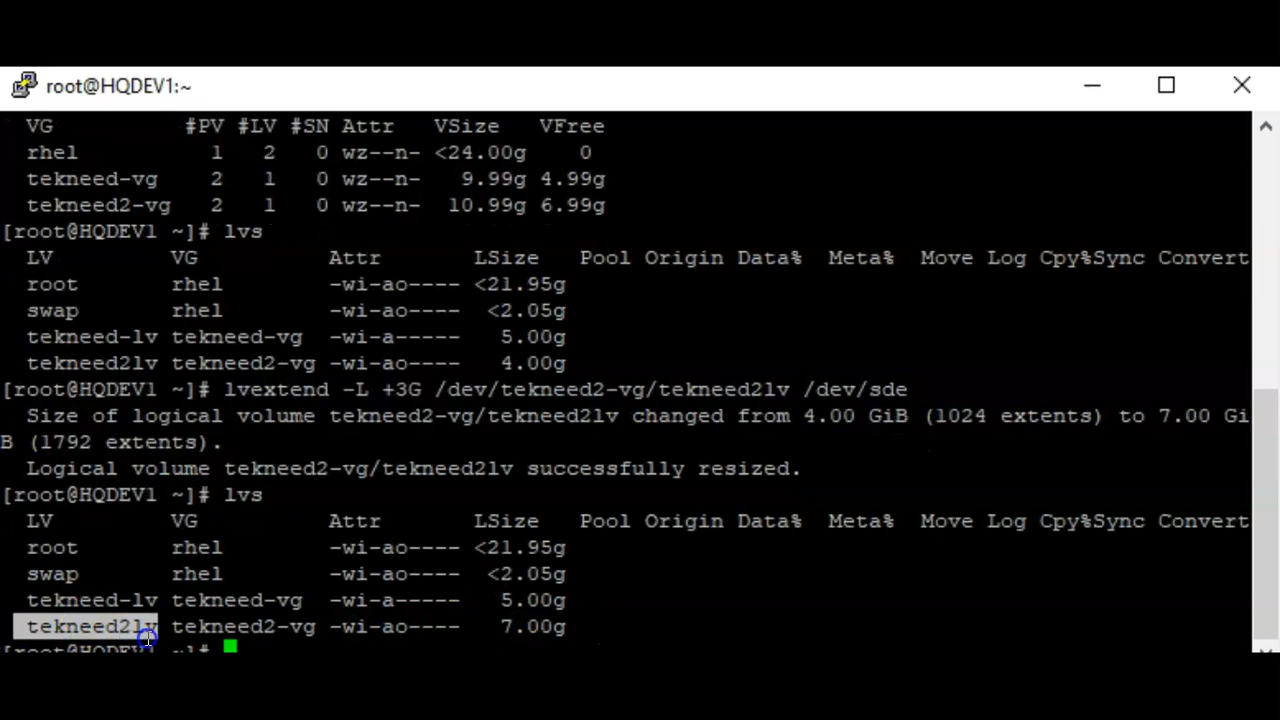 root@HQDEV1:~
VG #PV #LV #SN Attr VSize VFree
rhel 1 2 0 wz--n- <24.00g 0
tekneed-vg 2 1 0 wz--n- 9.99g 4.99g
tekneed2-vg 2 1 0 wz--n- 10.99g 6.99g
[root@HQDEV1 ~]# lvs
LV VG Attr LSize Pool Origin Data% Meta% Move Log Cpy%Sync Convert
root rhel -wi-ao---- <21.95g
swap rhel -wi-ao---- <2.05g
tekneed-lv tekneed-vg -wi-a----- 5.00g
tekneed2lv tekneed2-vg -wi-ao---- 4.00g
[root@HQDEV1 ~]# lvextend -L +3G /dev/tekneed2-vg/tekneed2lv /dev/sde
Size of logical volume tekneed2-vg/tekneed2lv changed from 4.00 GiB (1024 extents) to 7.00 Gi
B (1792 extents).
Logical volume tekneed2-vg/tekneed2lv successfully resized.
[root@HQDEV1 ~]# lvs
LV VG Attr LSize Pool Origin Data% Meta% Move Log Cpy%Sync Convert
root rhel -wi-ao---- <21.95g
swap rhel -wi-ao---- <2.05g
tekneed-lv tekneed-vg -wi-a----- 5.00g
tekneed2lv tekneed2-vg -wi-ao---- 7.00g
[root@HQDEV1 ~]#